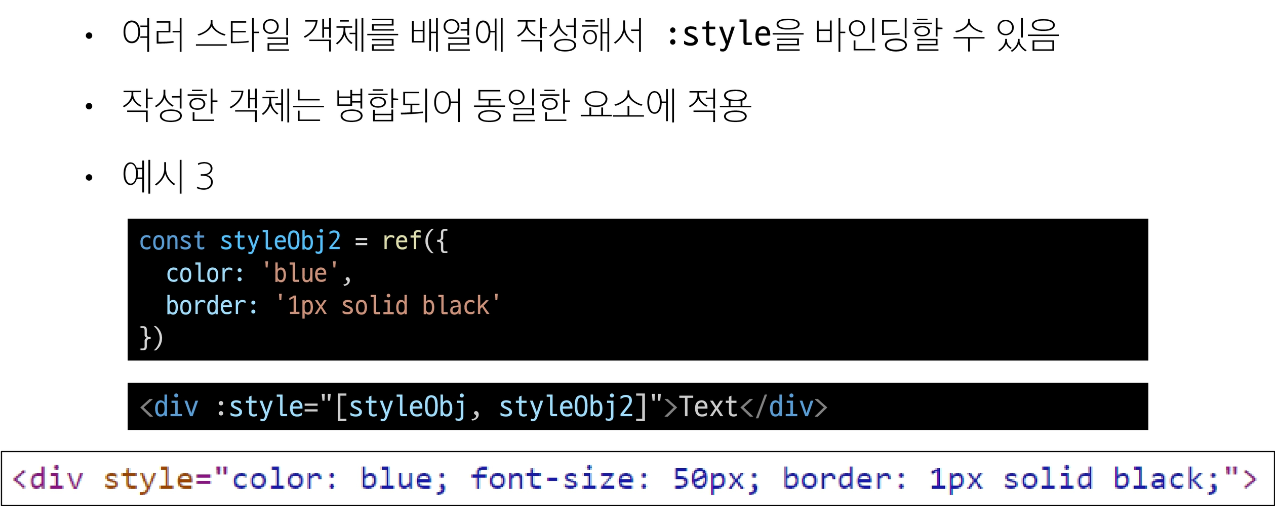 • 여러 스타일 객체를 배열에 작성해서 :style을 바인딩할 수 있음
• 작성한 객체는 병합되어 동일한 요소에 적용
• 예시 3
const styleObj2 = ref({
  color: 'blue',
  border: '1px solid black'
})
<div :style="[styleObj, styleObj2]">Text</div>
<div style="color: blue; font-size: 50px; border: 1px solid black;">